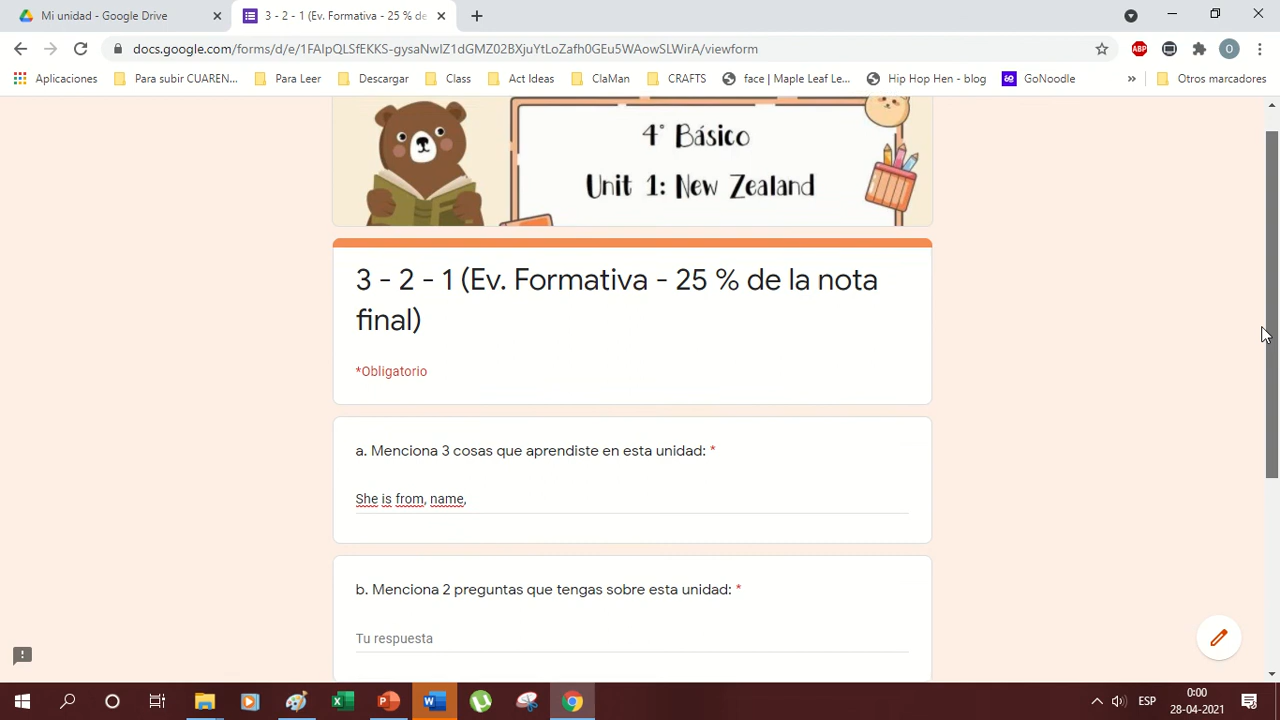 Mi unidad - Google Drive
3 - 2 - 1 (Ev. Formativa - 25 % de
docs.google.com/forms/d/e/1FAIpQLSfEKKS-gysaNwIZ1dGMZ02BXjuYtLoZafh0GEu5WAowSLWirA/viewform
ABP
O
Aplicaciones
Para subir CUAREN...
Para Leer
Descargar
Class
Act Ideas
ClaMan
CRAFTS
face | Maple Leaf Le...
Hip Hop Hen - blog
GoNoodle
»
Otros marcadores
4° Básico
Unit 1: New Zealand
3 - 2 - 1 (Ev. Formativa - 25 % de la nota
final)
*Obligatorio
a. Menciona 3 cosas que aprendiste en esta unidad: *
She is from, name,
b. Menciona 2 preguntas que tengas sobre esta unidad: *
Tu respuesta
ESP
0:00
28-04-2021